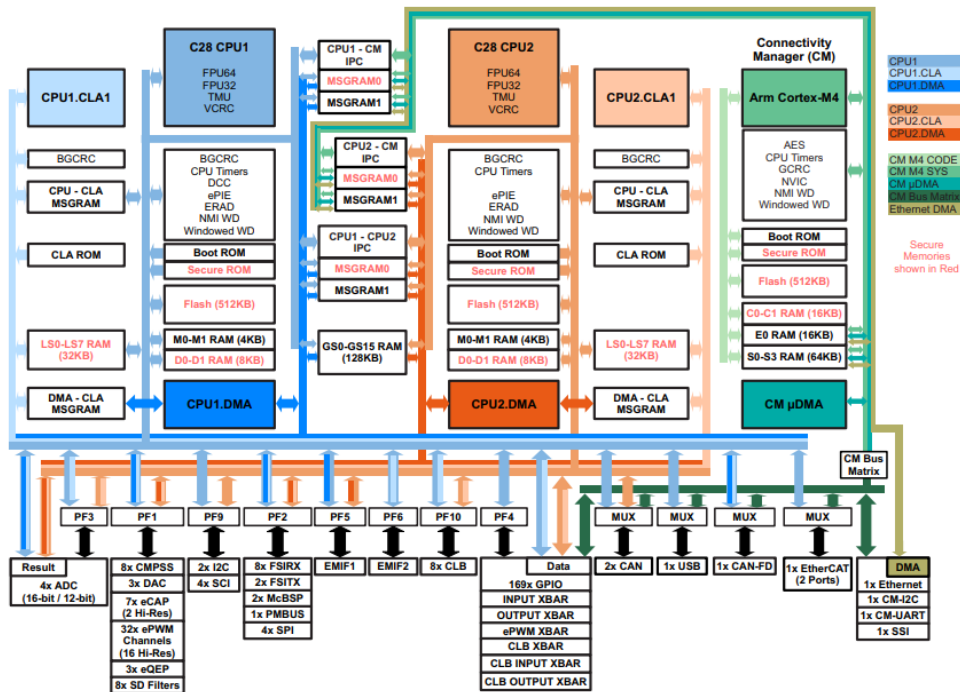 C28 CPU1
FPU64
FPU32
TMU
VCRC
CPU1 - CM
IPC
MSGRAM0
MSGRAM1
C28 CPU2
FPU64
FPU32
TMU
VCRC
Connectivity
Manager (CM)
CPU1.CLA1
CPU2.CLA1
Arm Cortex-M4
CPU1
CPU1.CLA
CPU1.DMA
CPU2
CPU2.CLA
CPU2.DMA
CM M4 CODE
CM M4 SYS
CM µDMA
CM Bus Matrix
Ethernet DMA
Secure
Memories
shown in Red
BGCRC
CPU - CLA
MSGRAM
CLA ROM
LS0-LS7 RAM
(32KB)
DMA - CLA
MSGRAM
BGCRC
CPU Timers
DCC
ePIE
ERAD
NMI WD
Windowed WD
Boot ROM
Secure ROM
Flash (512KB)
M0-M1 RAM (4KB)
D0-D1 RAM (8KB)
CPU1.DMA
CPU2 - CM
IPC
MSGRAM0
MSGRAM1
CPU1 - CPU2
IPC
MSGRAM0
MSGRAM1
GS0-GS15 RAM
(128KB)
BGCRC
CPU Timers
ePIE
ERAD
NMI WD
Windowed WD
Boot ROM
Secure ROM
Flash (512KB)
M0-M1 RAM (4KB)
D0-D1 RAM (8KB)
CPU2.DMA
BGCRC
CPU - CLA
MSGRAM
CLA ROM
LS0-LS7 RAM
(32KB)
DMA - CLA
MSGRAM
AES
CPU Timers
GCRC
NVIC
NMI WD
Windowed WD
Boot ROM
Secure ROM
Flash (512KB)
C0-C1 RAM (16KB)
E0 RAM (16KB)
S0-S3 RAM (64KB)
CM µDMA
CM Bus
Matrix
PF3
PF1
PF9
PF2
PF5
PF6
PF10
PF4
MUX
MUX
MUX
MUX
Result
4x ADC
(16-bit / 12-bit)
8x CMPSS
3x DAC
7x eCAP
(2 Hi-Res)
32x ePWM
Channels
(16 Hi-Res)
3x eQEP
8x SD Filters
2x I2C
4x SCI
8x FSIRX
2x FSITX
2x McBSP
1x PMBUS
4x SPI
EMIF1
EMIF2
8x CLB
Data
169x GPIO
INPUT XBAR
OUTPUT XBAR
ePWM XBAR
CLB XBAR
CLB INPUT XBAR
CLB OUTPUT XBAR
2x CAN
1x USB
1x CAN-FD
1x EtherCAT
(2 Ports)
DMA
1x Ethernet
1x CM-I2C
1x CM-UART
1x SSI